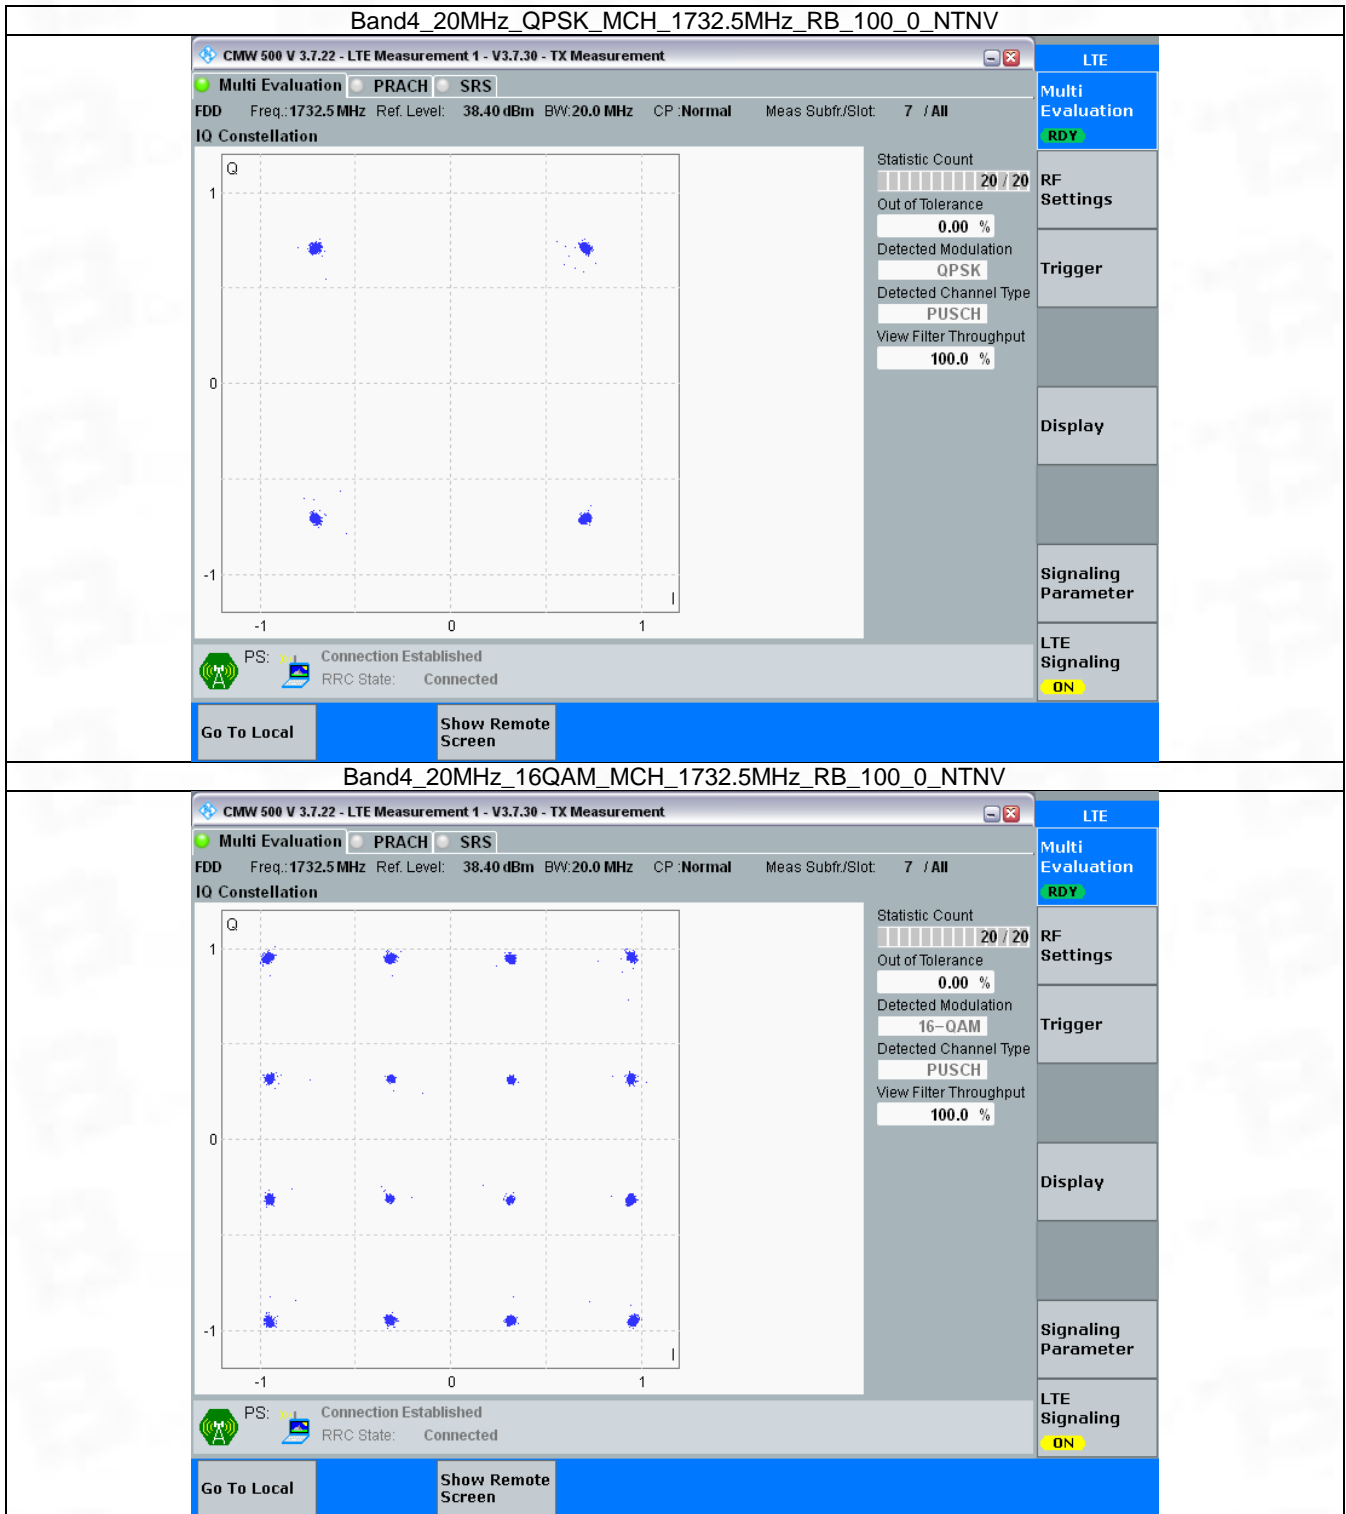 Band4_20MHz_QPSK_MCH_1732.5MHz_RB_100_0_NTNV
CMW 500 V 3.7.22 - LTE Measurement 1 - V3.7.30 - TX Measurement
LTE
Multi Evaluation PRACH SRS
Multi
Evaluation
RDY
FDD Freq.:1732.5 MHz Ref. Level: 38.40 dBm BW:20.0 MHz CP :Normal Meas Subfr./Slot: 7 / All
IQ Constellation
Q
1
0
-1
I
-1 0 1
Statistic Count
20 / 20
Out of Tolerance
0.00 %
Detected Modulation
QPSK
Detected Channel Type
PUSCH
View Filter Throughput
100.0 %
RF
Settings
Trigger
Display
Signaling
Parameter
LTE
Signaling
ON
PS: Connection Established
RRC State: Connected
Go To Local
Show Remote
Screen
Band4_20MHz_16QAM_MCH_1732.5MHz_RB_100_0_NTNV
CMW 500 V 3.7.22 - LTE Measurement 1 - V3.7.30 - TX Measurement
LTE
Multi Evaluation PRACH SRS
Multi
Evaluation
RDY
FDD Freq.:1732.5 MHz Ref. Level: 38.40 dBm BW:20.0 MHz CP :Normal Meas Subfr./Slot: 7 / All
IQ Constellation
Q
1
0
-1
I
-1 0 1
Statistic Count
20 / 20
Out of Tolerance
0.00 %
Detected Modulation
16-QAM
Detected Channel Type
PUSCH
View Filter Throughput
100.0 %
RF
Settings
Trigger
Display
Signaling
Parameter
LTE
Signaling
ON
PS: Connection Established
RRC State: Connected
Go To Local
Show Remote
Screen